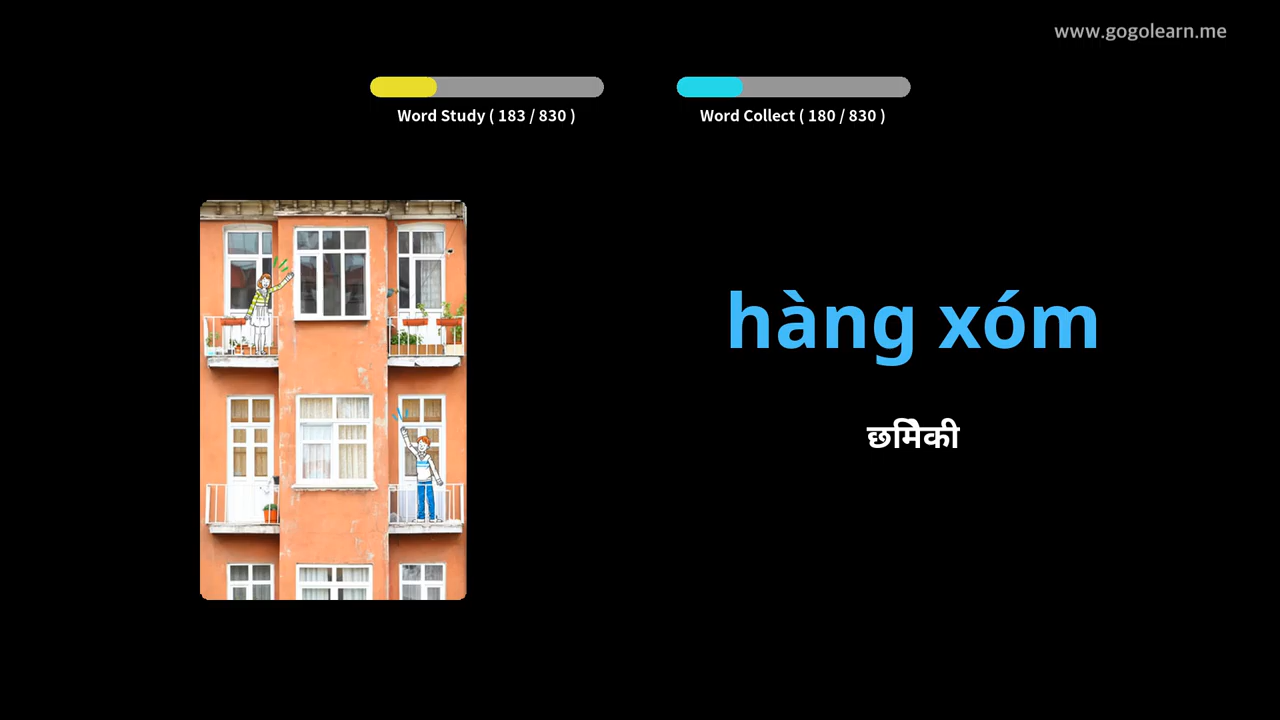 www.gogolearn.me
Word Study ( 183 / 830 )
Word Collect ( 180 / 830 )
hàng xóm
छिमेकी